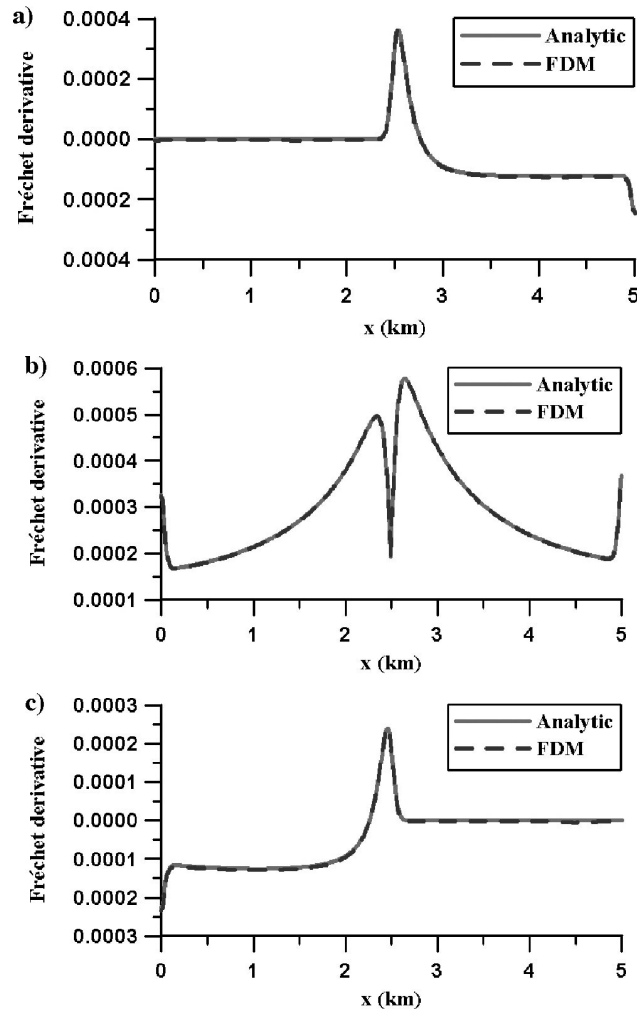 a)
0.0004
0.0002
0.0000
0.0002
0.0004
Fréchet derivative
Analytic
FDM
0 1 2 3 4 5
x (km)
b)
0.0006
0.0005
0.0004
0.0003
0.0002
0.0001
Fréchet derivative
Analytic
FDM
0 1 2 3 4 5
x (km)
c)
0.0003
0.0002
0.0001
0.0000
0.0001
0.0002
0.0003
Fréchet derivative
Analytic
FDM
0 1 2 3 4 5
x (km)